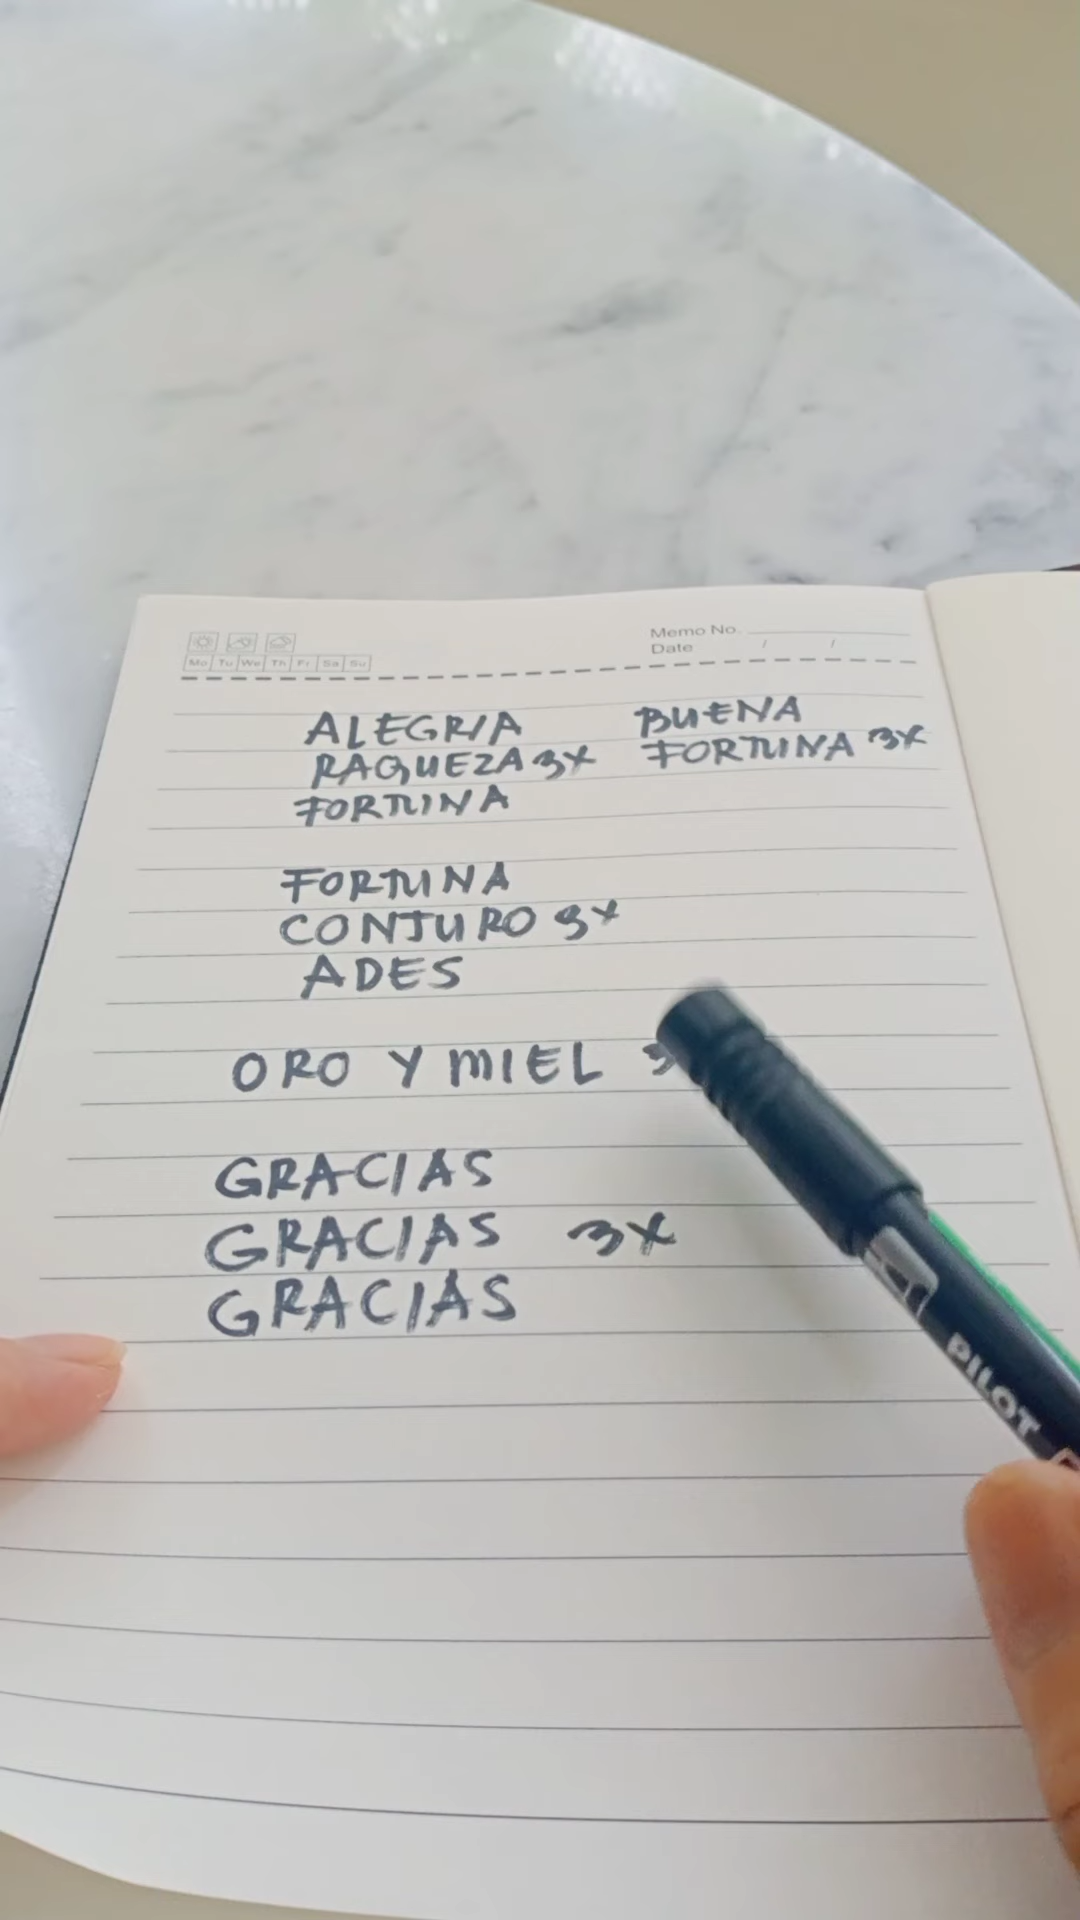 Memo No.
Date / /
Mo Tu We Th Fr Sa Su
ALEGRIA
RAQUEZA 3X
FORTUNA
BUENA
FORTUNA 3X
FORTUNA
CONJURO 3X
ADES
ORO Y MIEL 3
GRACIAS
GRACIAS 3X
GRACIAS
PILOT